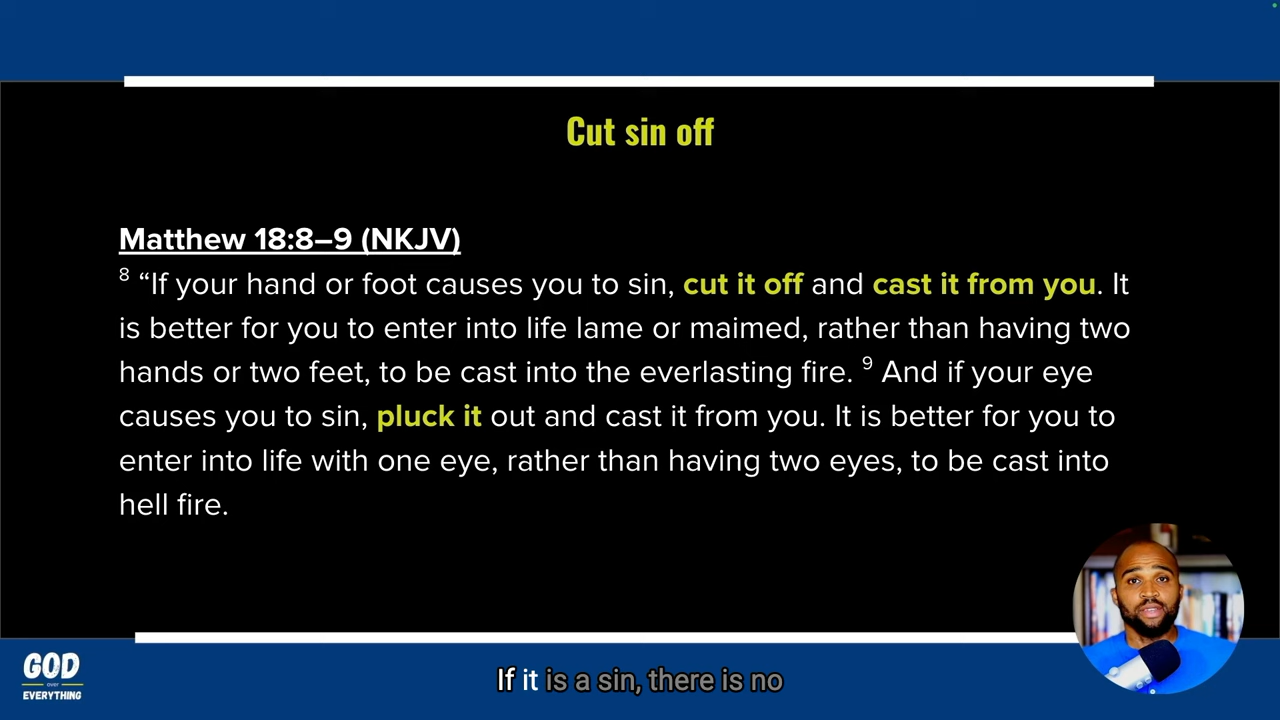 Cut sin off
Matthew 18:8–9 (NKJV)
8 “If your hand or foot causes you to sin, cut it off and cast it from you. It
is better for you to enter into life lame or maimed, rather than having two
hands or two feet, to be cast into the everlasting fire. 9 And if your eye
causes you to sin, pluck it out and cast it from you. It is better for you to
enter into life with one eye, rather than having two eyes, to be cast into
hell fire.
GOD
over
EVERYTHING
If it is a sin, there is no